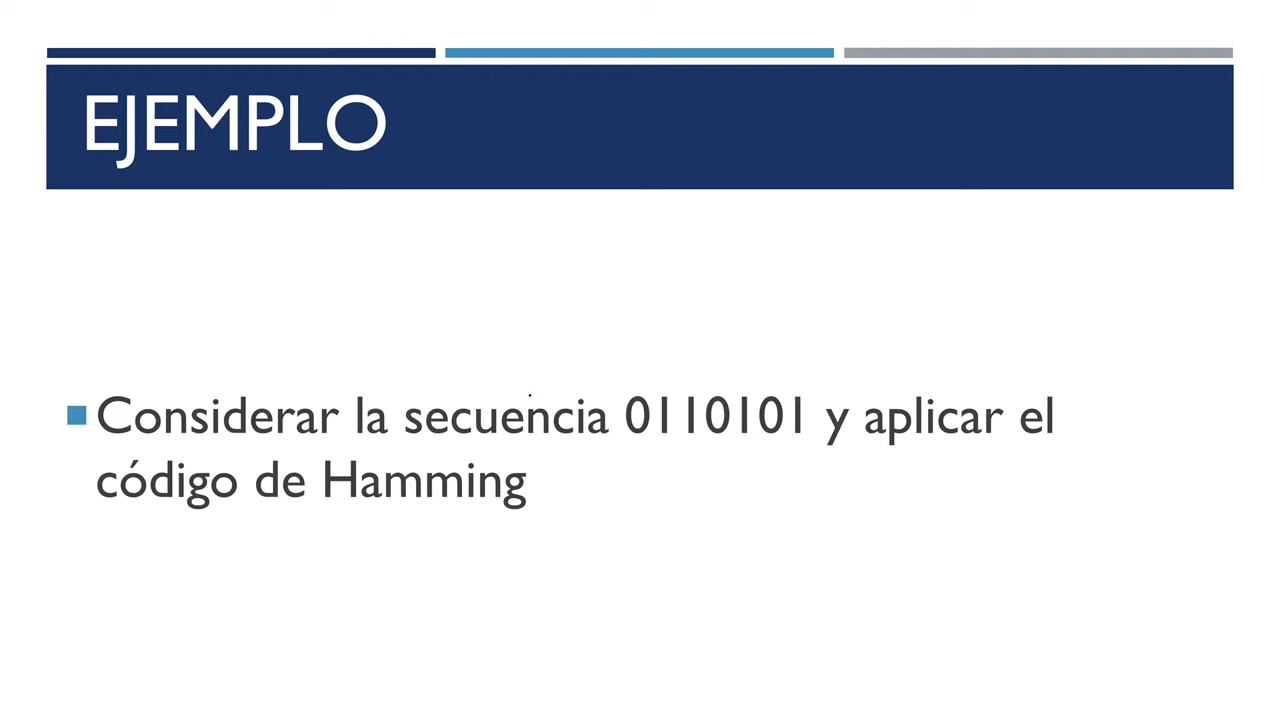 EJEMPLO
Considerar la secuencia 0110101 y aplicar el
código de Hamming